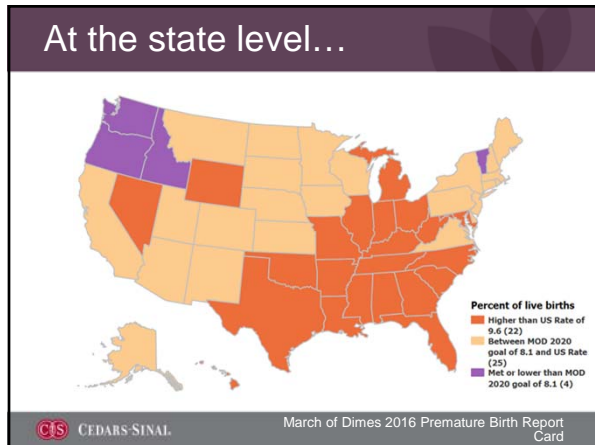 At the state level…
Percent of live births
Higher than US Rate of
9.6 (22)
Between MOD 2020
goal of 8.1 and US Rate
(25)
Met or lower than MOD
2020 goal of 8.1 (4)
CEDARS-SINAI.
March of Dimes 2016 Premature Birth Report
Card